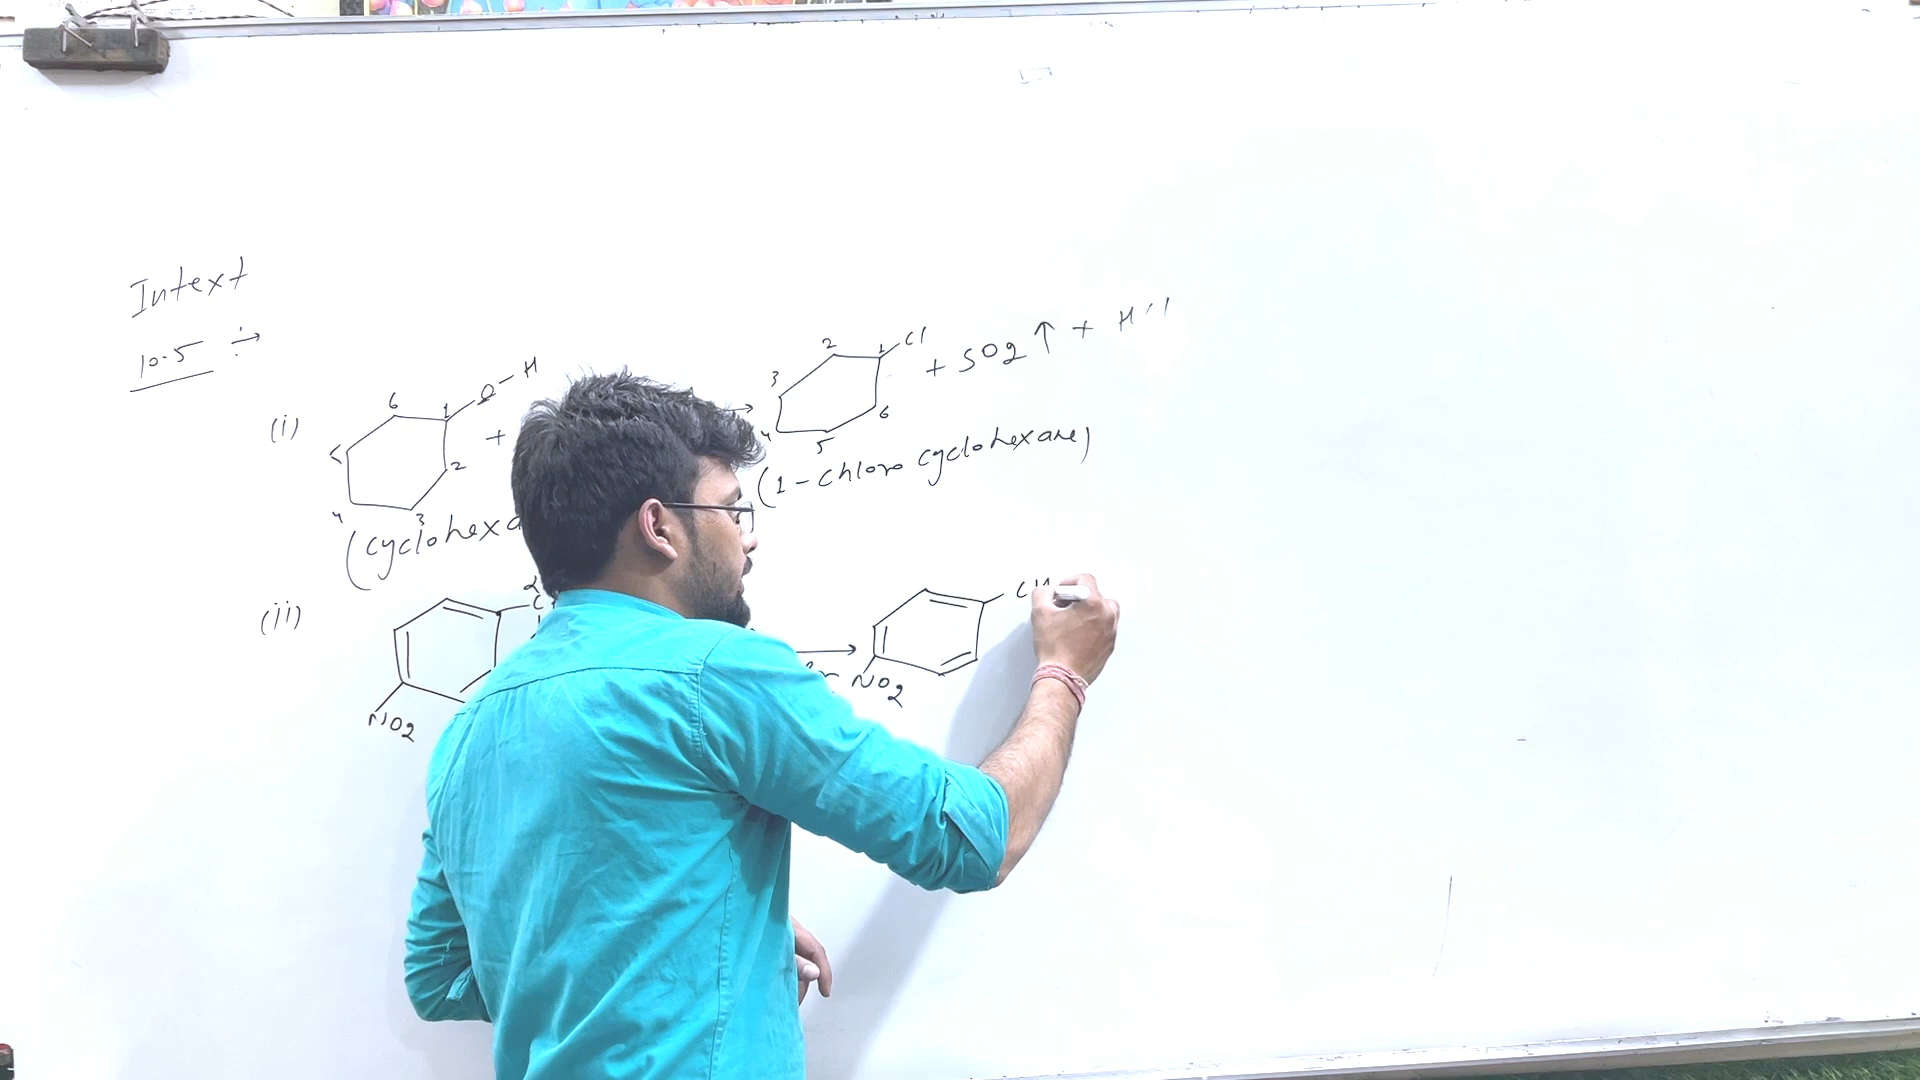 Intext
10.5 ÷→
(i) 6 1 O-H 2 3 4 +
→ 2 1 Cl 3 4 5 6 + SO2 ↑ + HCl
(cyclohexa
(1-chloro cyclohexane)
(ii) NO2
→ NO2 CH